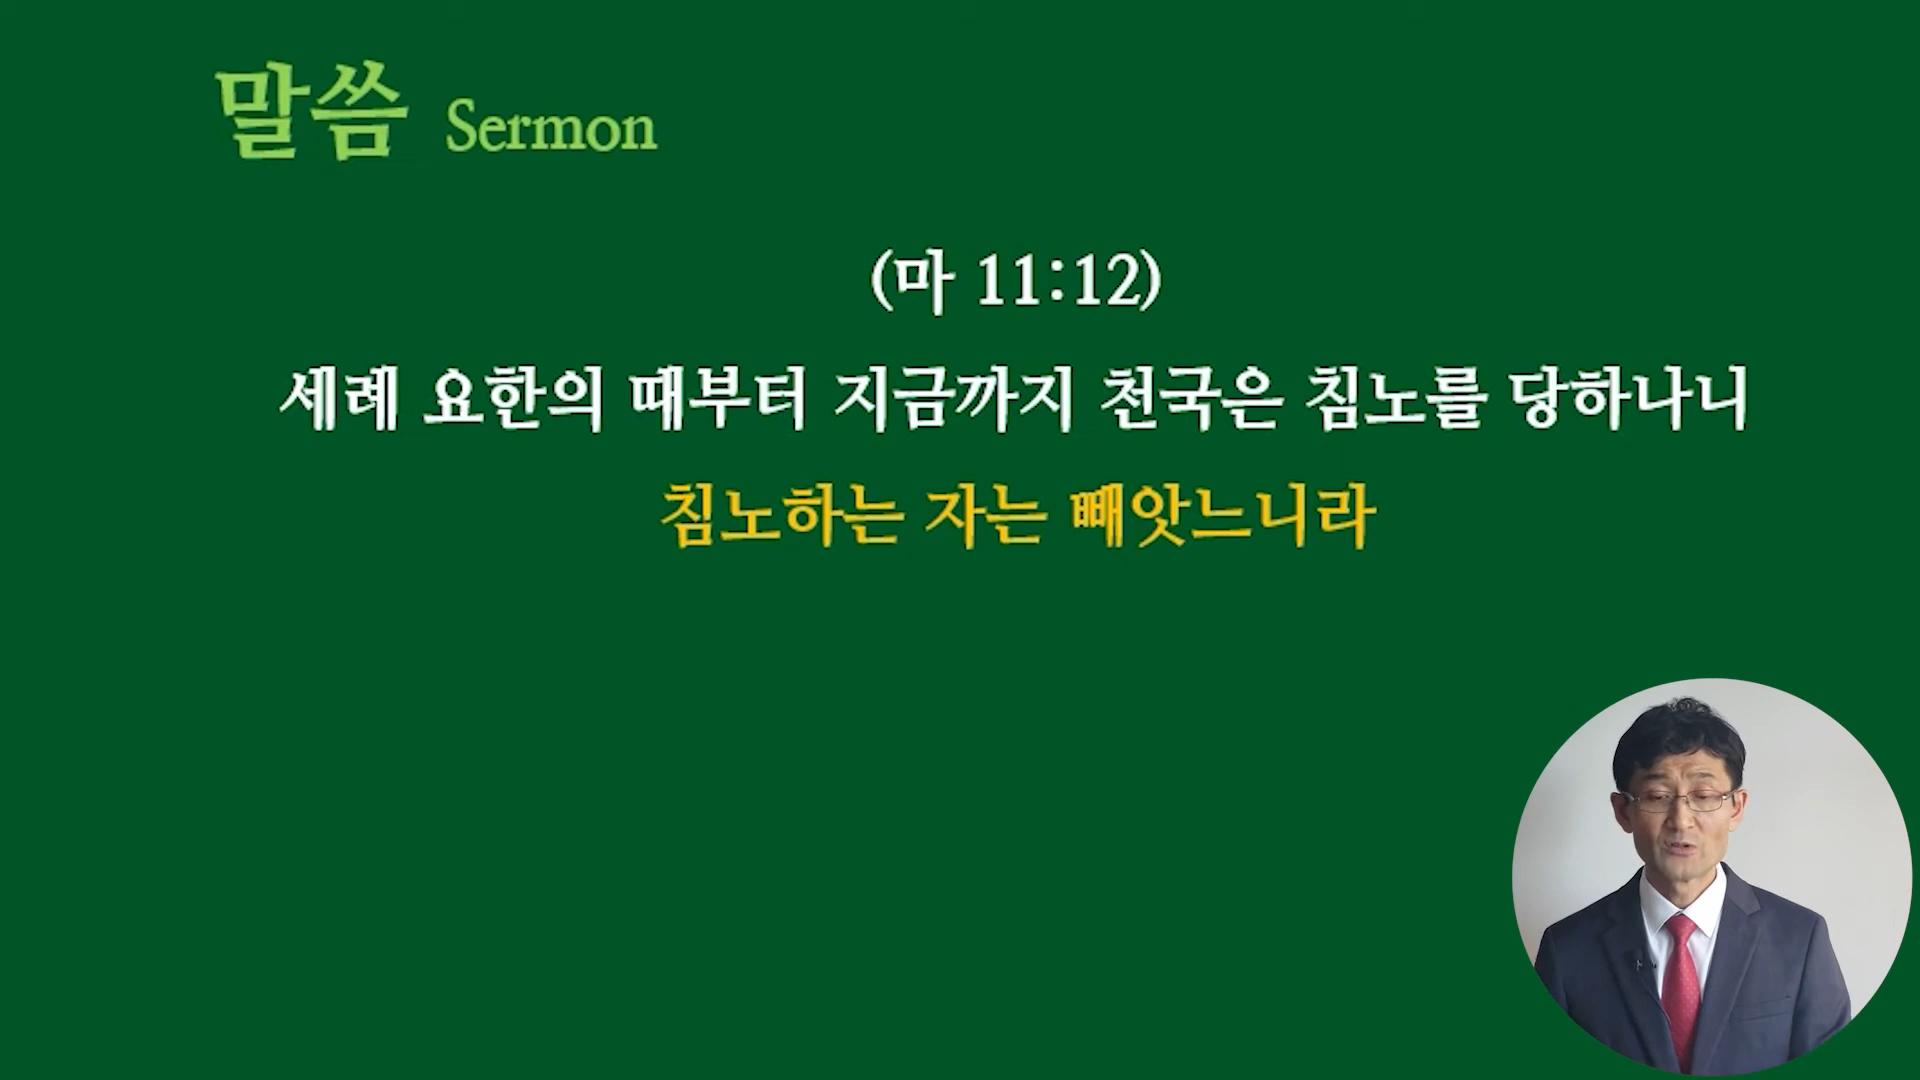 말씀 Sermon
(마 11:12)
세례 요한의 때부터 지금까지 천국은 침노를 당하나니
침노하는 자는 빼앗느니라